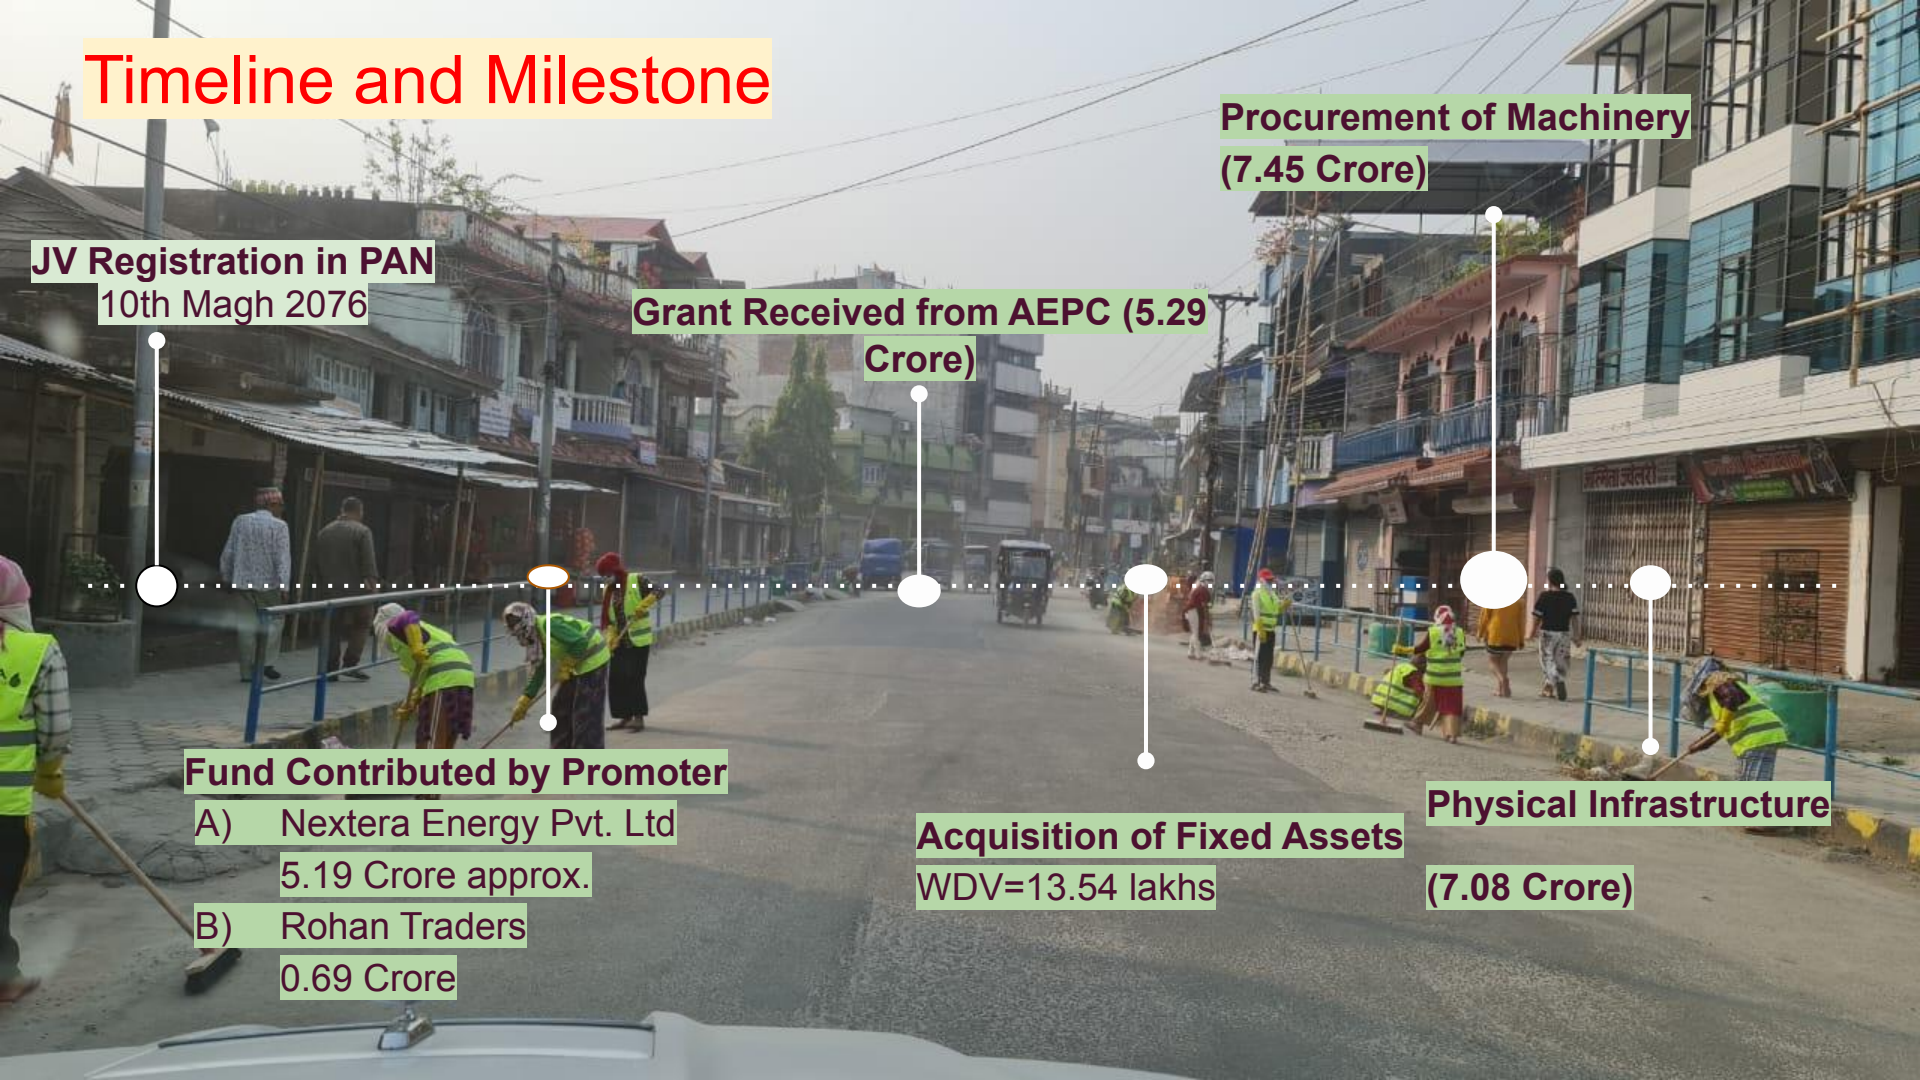 Timeline and Milestone
Procurement of Machinery
(7.45 Crore)
JV Registration in PAN
10th Magh 2076
Grant Received from AEPC (5.29
Crore)
Fund Contributed by Promoter
A) Nextera Energy Pvt. Ltd
5.19 Crore approx.
B) Rohan Traders
0.69 Crore
Acquisition of Fixed Assets
WDV=13.54 lakhs
Physical Infrastructure
(7.08 Crore)